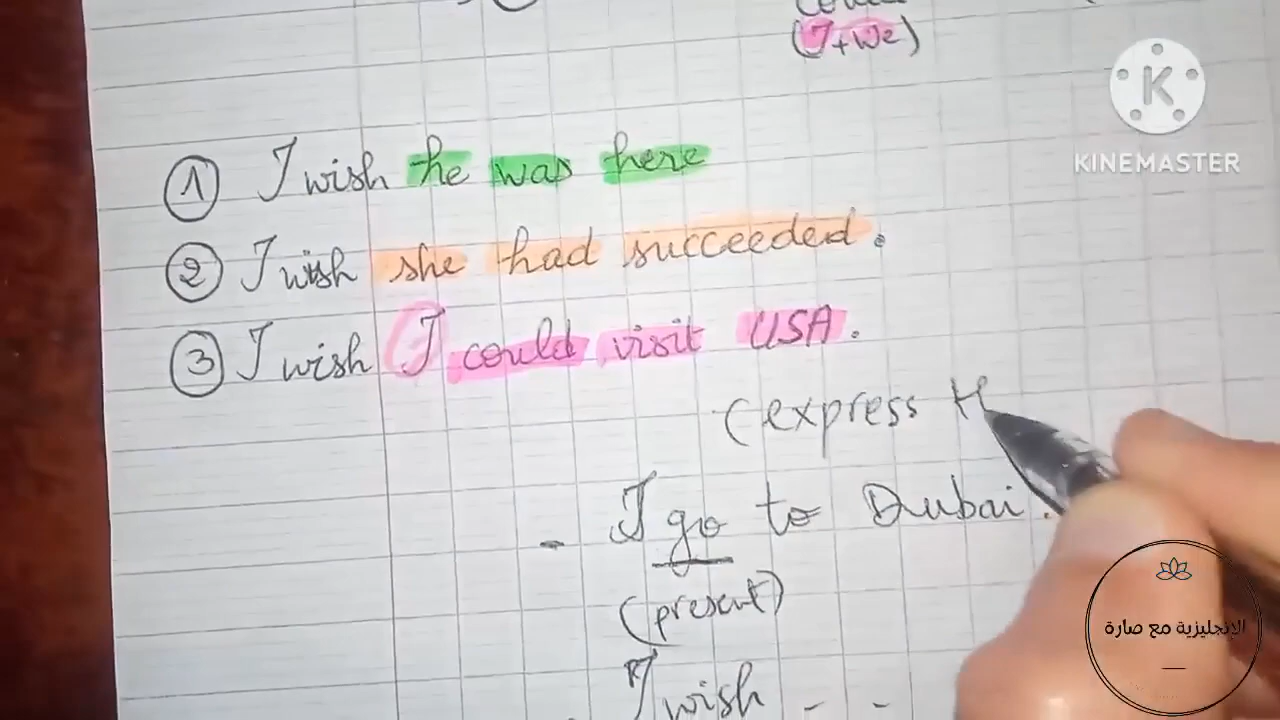 (I+We)
① I wish he was here
② I wish she had succeeded.
③ I wish I could visit USA.
(express
- I go to Dubai.
(present)
I wish - -
K
KINEMASTER
الإنجليزية مع صارة